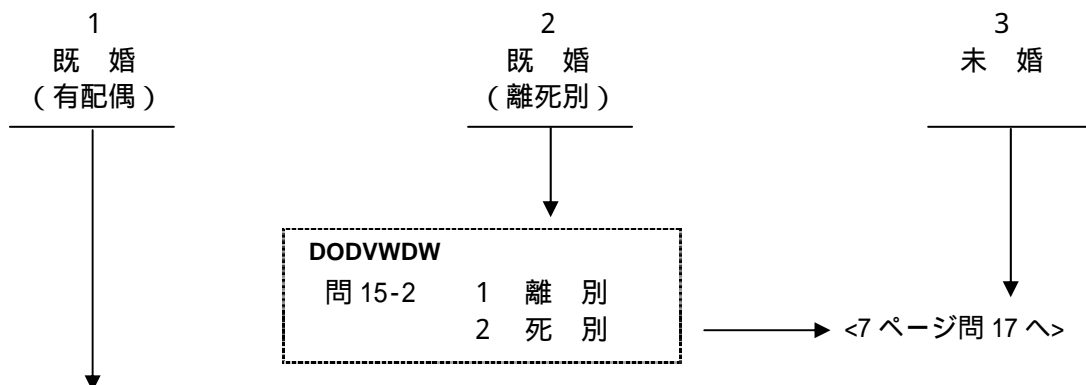 1
既 婚
（有配偶）
2
既 婚
（離死別）
3
未 婚
DODVWDW
問 15-2 1 離 別
2 死 別
<7 ページ問 17 へ>